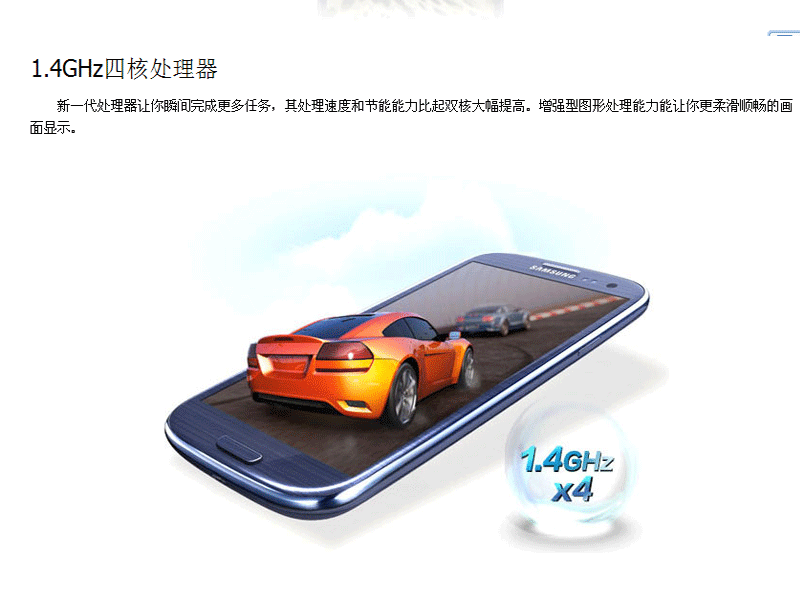 1.4GHz四核处理器
新一代处理器让你瞬间完成更多任务，其处理速度和节能能力比起双核大幅提高。增强型图形处理能力能让你更柔滑顺畅的画
面显示。
SAMSUNG
1.4GHz
x4